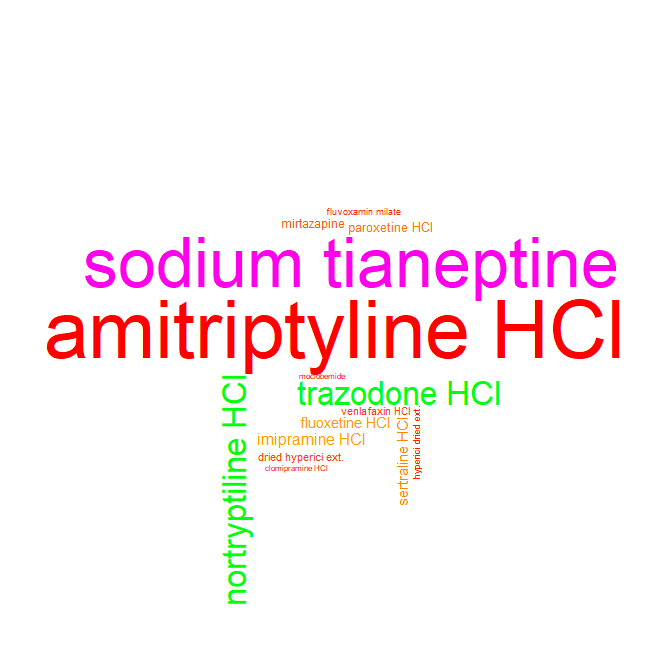 fluvoxamin milate
mirtazapine
paroxetine HCl
sodium tianeptine
amitriptyline HCl
moclobemide
trazodone HCl
nortryptiline HCl
venlafaxin HCl
fluoxetine HCl
sertraline HCl
hyperici dried ext.
imipramine HCl
dried hyperici ext.
clomipramine HCl